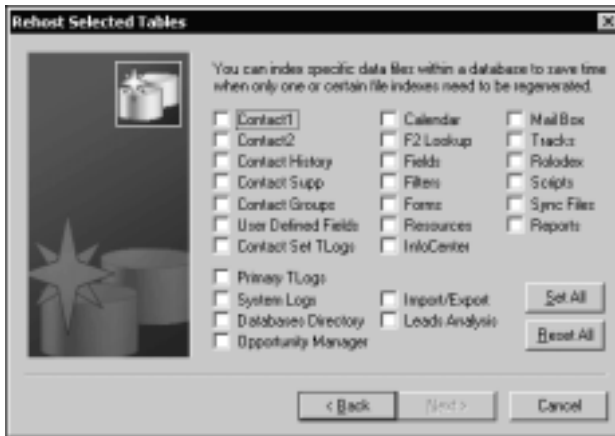 Rehost Selected Tables
You can index specific data files within a database to save time
when only one or certain file indexes need to be regenerated.
Contact1
Contact2
Contact History
Contact Supp
Contact Groups
User Defined Fields
Contact Set TLogs
Calendar
F2 Lookup
Fields
Filters
Forms
Resources
InfoCenter
Mail Box
Tracks
Rolodex
Scripts
Sync Files
Reports
Primary TLogs
System Logs
Databases Directory
Opportunity Manager
Import/Export
Leads Analysis
Set All
Reset All
< Back
Next >
Cancel